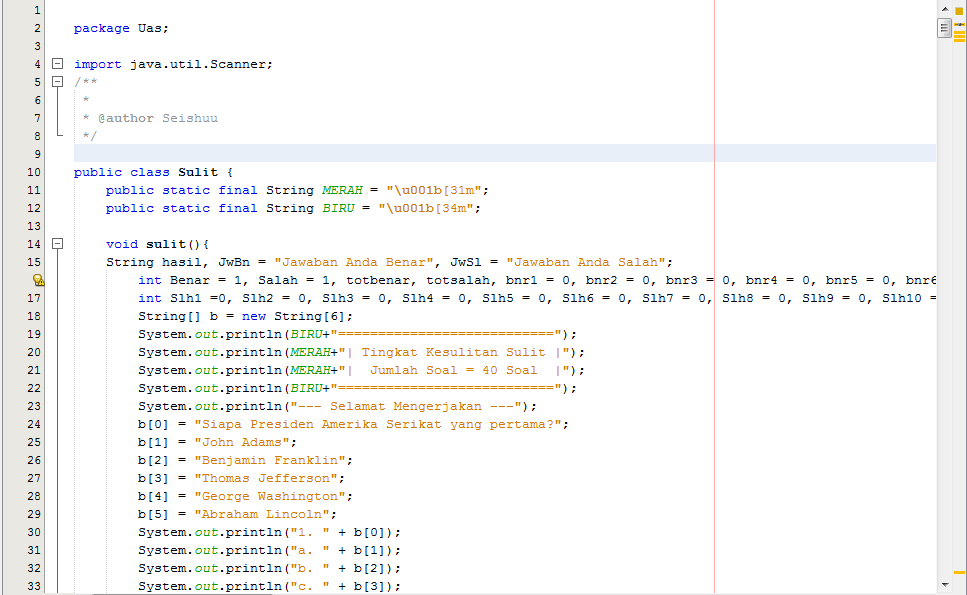 1
2 package Uas;
3
4 import java.util.Scanner;
5 /**
6 *
7 * @author Seishuu
8 */
9
10 public class Sulit {
11 public static final String MERAH = "\u001b[31m";
12 public static final String BIRU = "\u001b[34m";
13
14 void sulit(){
15 String hasil, JwBn = "Jawaban Anda Benar", JwSl = "Jawaban Anda Salah";
int Benar = 1, Salah = 1, totbenar, totsalah, bnr1 = 0, bnr2 = 0, bnr3 = 0, bnr4 = 0, bnr5 = 0, bnr6
17 int Slh1 =0, Slh2 = 0, Slh3 = 0, Slh4 = 0, Slh5 = 0, Slh6 = 0, Slh7 = 0, Slh8 = 0, Slh9 = 0, Slh10 =
18 String[] b = new String[6];
19 System.out.println(BIRU+"===========================");
20 System.out.println(MERAH+"| Tingkat Kesulitan Sulit |");
21 System.out.println(MERAH+"|  Jumlah Soal = 40 Soal  |");
22 System.out.println(BIRU+"===========================");
23 System.out.println("--- Selamat Mengerjakan ---");
24 b[0] = "Siapa Presiden Amerika Serikat yang pertama?";
25 b[1] = "John Adams";
26 b[2] = "Benjamin Franklin";
27 b[3] = "Thomas Jefferson";
28 b[4] = "George Washington";
29 b[5] = "Abraham Lincoln";
30 System.out.println("1. " + b[0]);
31 System.out.println("a. " + b[1]);
32 System.out.println("b. " + b[2]);
33 System.out.println("c. " + b[3]);